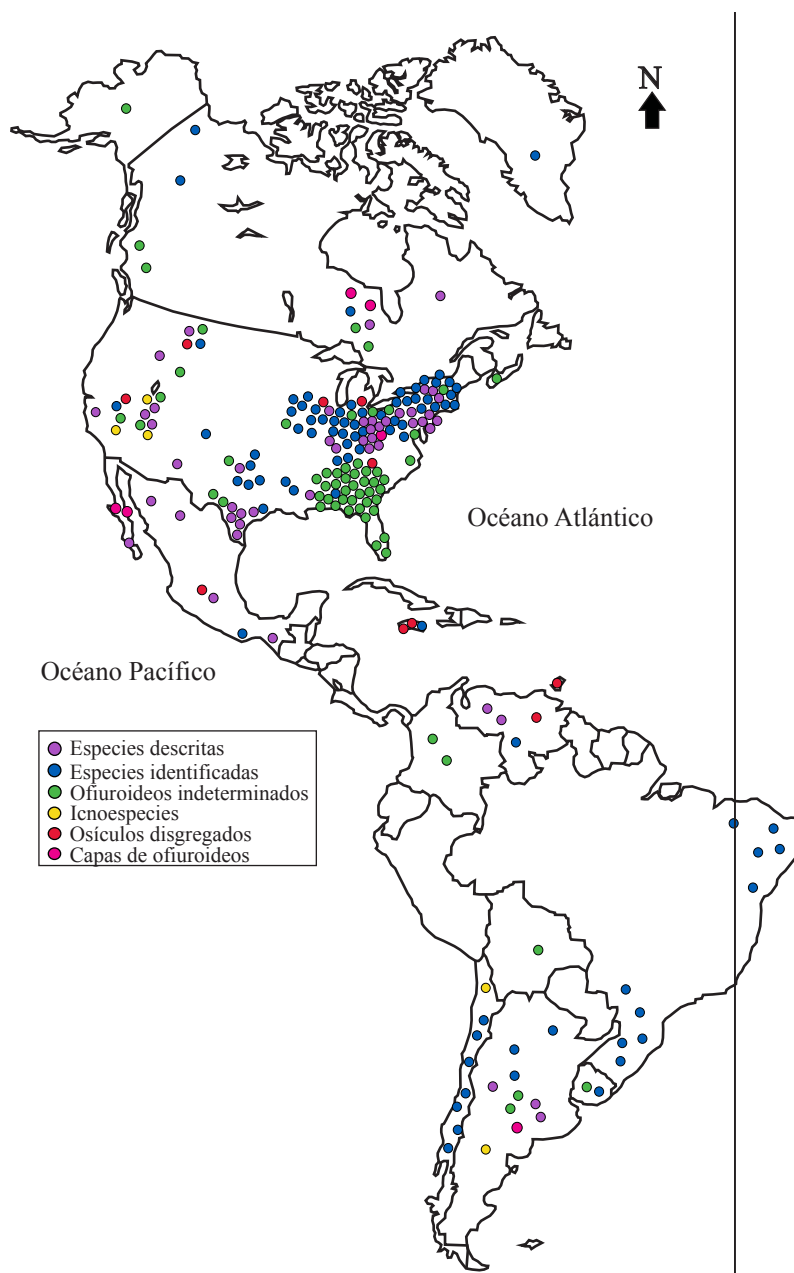 N
Océano Atlántico
Océano Pacífico
Especies descritas
Especies identificadas
Ofiuroideos indeterminados
Icnoespecies
Osículos disgregados
Capas de ofiuroideos